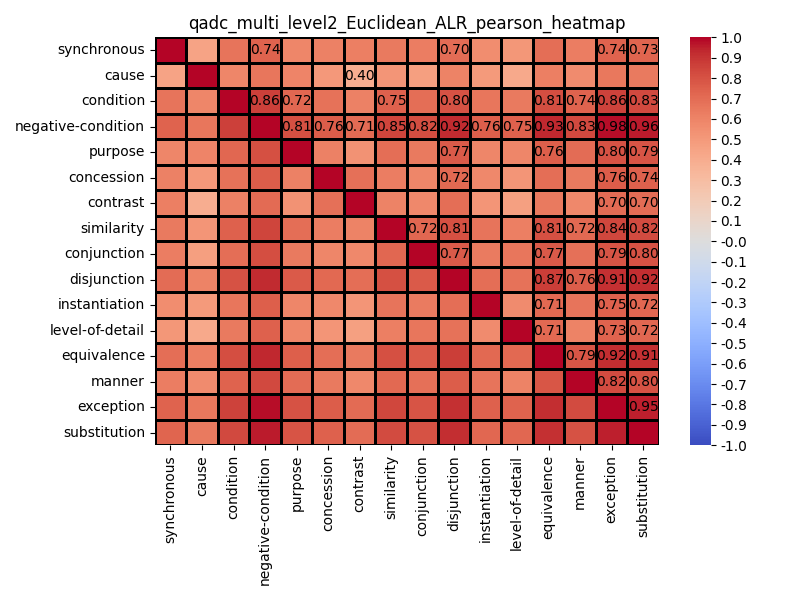 qadc_multi_level2_Euclidean_ALR_pearson_heatmap
synchronous 0.74 0.70 0.74 0.73
cause 0.40
condition 0.86 0.72 0.75 0.80 0.81 0.74 0.86 0.83
negative-condition 0.81 0.76 0.71 0.85 0.82 0.92 0.76 0.75 0.93 0.83 0.98 0.96
purpose 0.77 0.76 0.80 0.79
concession 0.72 0.76 0.74
contrast 0.70 0.70
similarity 0.72 0.81 0.81 0.72 0.84 0.82
conjunction 0.77 0.77 0.79 0.80
disjunction 0.87 0.76 0.91 0.92
instantiation 0.71 0.75 0.72
level-of-detail 0.71 0.73 0.72
equivalence 0.79 0.92 0.91
manner 0.82 0.80
exception 0.95
substitution
synchronous
cause
condition
negative-condition
purpose
concession
contrast
similarity
conjunction
disjunction
instantiation
level-of-detail
equivalence
manner
exception
substitution
1.0
0.9
0.8
0.7
0.6
0.5
0.4
0.3
0.2
0.1
-0.0
-0.1
-0.2
-0.3
-0.4
-0.5
-0.6
-0.7
-0.8
-0.9
-1.0